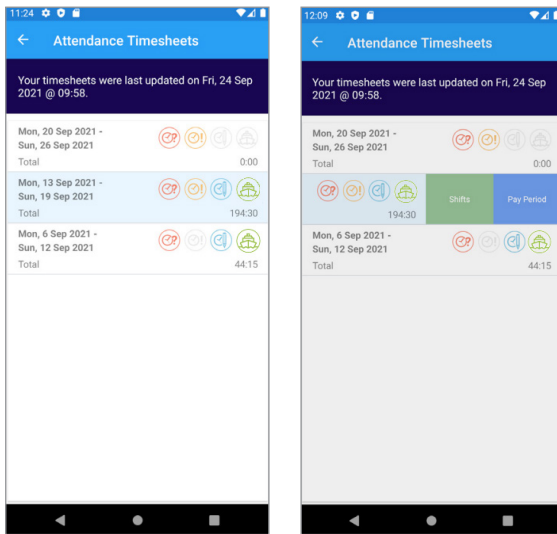 11:24
Attendance Timesheets
Your timesheets were last updated on Fri, 24 Sep
2021 @ 09:58.
Mon, 20 Sep 2021 -
Sun, 26 Sep 2021
Total 0:00
Mon, 13 Sep 2021 -
Sun, 19 Sep 2021
Total 194:30
Mon, 6 Sep 2021 -
Sun, 12 Sep 2021
Total 44:15
12:09
Attendance Timesheets
Your timesheets were last updated on Fri, 24 Sep
2021 @ 09:58.
Mon, 20 Sep 2021 -
Sun, 26 Sep 2021
Total 0:00
194:30
Shifts Pay Period
Mon, 6 Sep 2021 -
Sun, 12 Sep 2021
Total 44:15